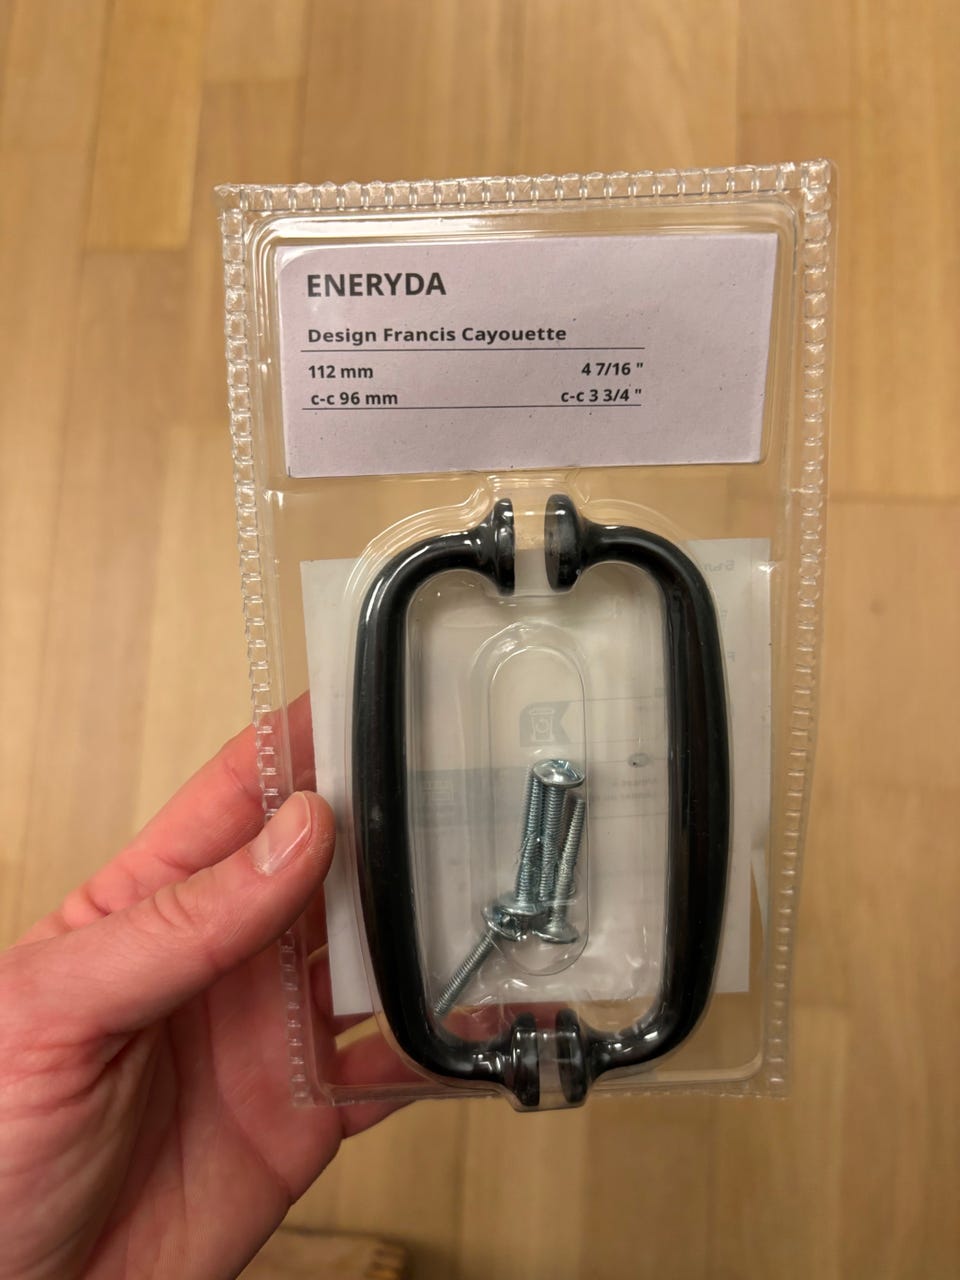 ENERYDA
Design Francis Cayouette
112 mm 4 7/16 "
c-c 96 mm c-c 3 3/4 "